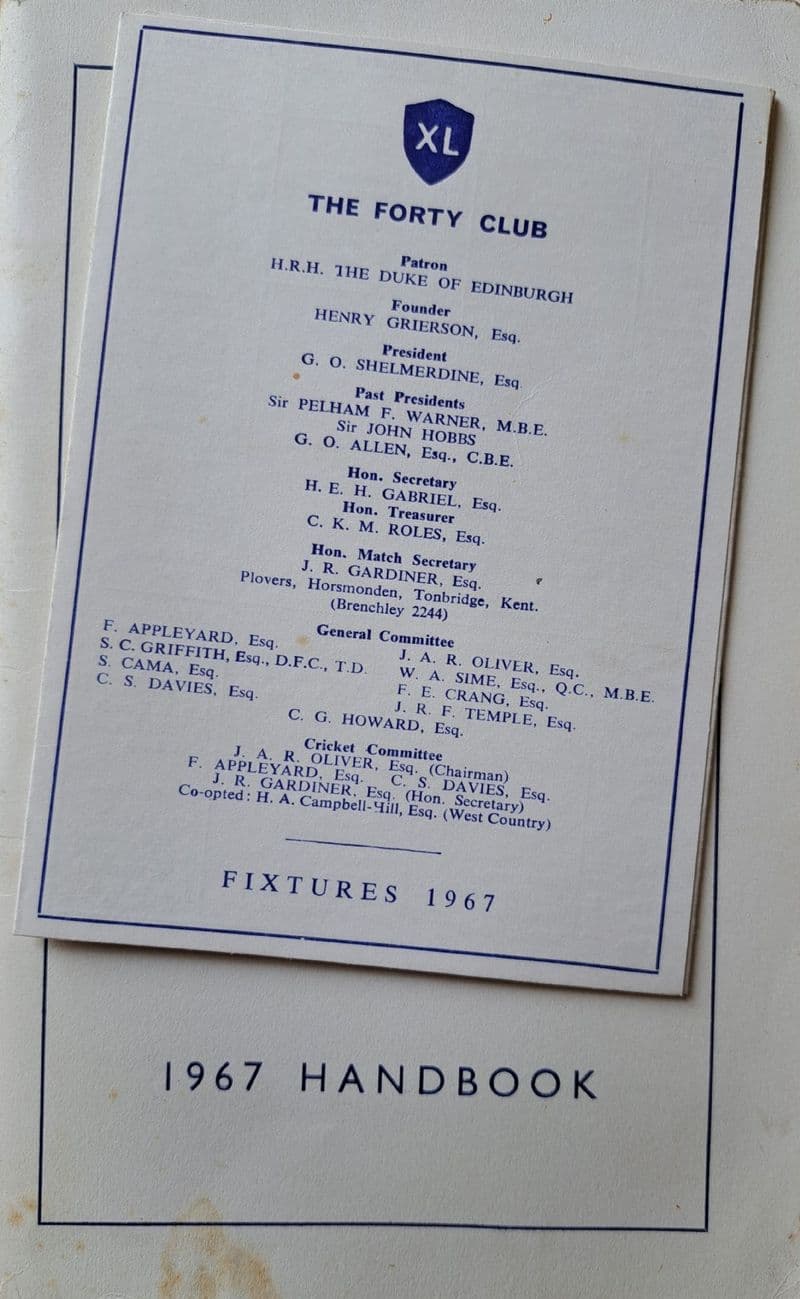 XL
THE FORTY CLUB
Patron
H.R.H. THE DUKE OF EDINBURGH
Founder
HENRY GRIERSON, Esq.
President
G. O. SHELMERDINE, Esq
Past Presidents
Sir PELHAM F. WARNER, M.B.E.
Sir JOHN HOBBS
G. O. ALLEN, Esq., C.B.E.
Hon. Secretary
H. E. H. GABRIEL, Esq.
Hon. Treasurer
C. K. M. ROLES, Esq.
Hon. Match Secretary
J. R. GARDINER, Esq.
Plovers, Horsmonden, Tonbridge, Kent.
(Brenchley 2244)
General Committee
F. APPLEYARD, Esq.
S. C. GRIFFITH, Esq., D.F.C., T.D.
S. CAMA, Esq.
C. S. DAVIES, Esq.
J. A. R. OLIVER, Esq.
W. A. SIME, Esq., Q.C., M.B.E.
F. E. CRANG, Esq.
J. R. F. TEMPLE, Esq.
C. G. HOWARD, Esq.
Cricket Committee
J. A. R. OLIVER, Esq. (Chairman)
F. APPLEYARD, Esq. C. S. DAVIES, Esq.
J. R. GARDINER, Esq. (Hon. Secretary)
Co-opted: H. A. Campbell-Hill, Esq. (West Country)
FIXTURES 1967
1967 HANDBOOK